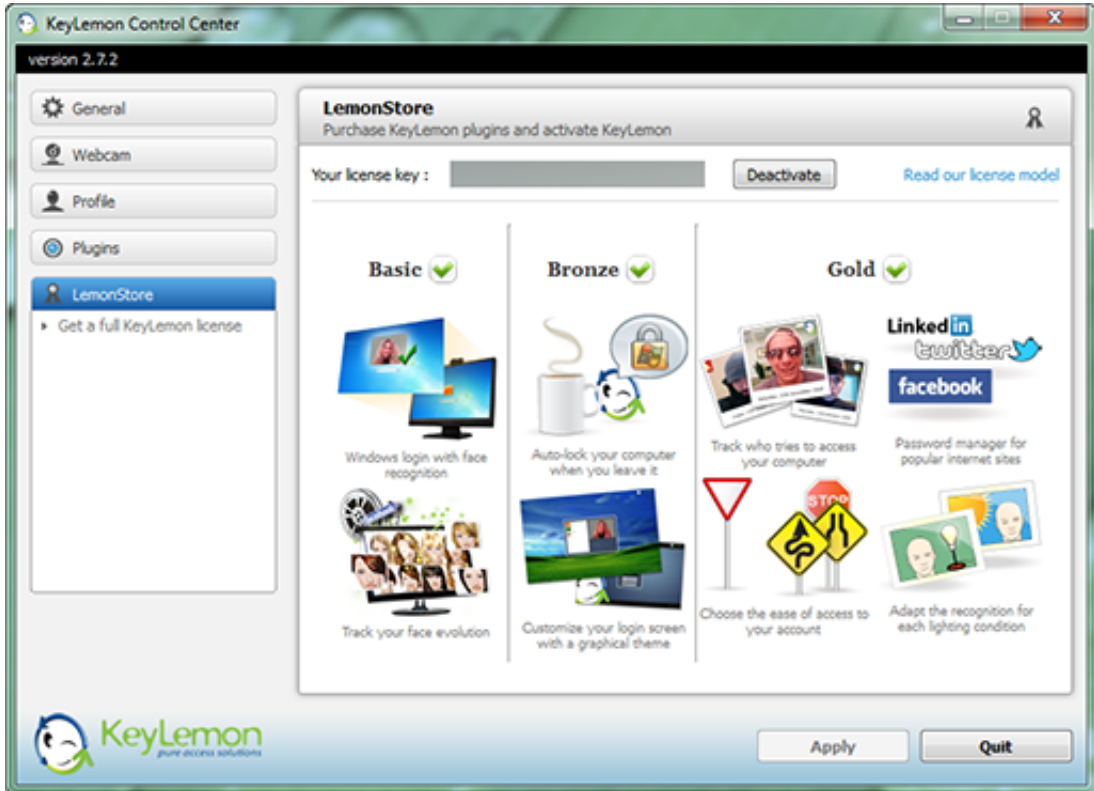 KeyLemon Control Center
version 2.7.2
General
Webcam
Profile
Plugins
LemonStore
Get a full KeyLemon license
LemonStore
Purchase KeyLemon plugins and activate KeyLemon
Your license key :
Deactivate
Read our license model
Basic
Bronze
Gold
Windows login with face
recognition
Track your face evolution
Auto-lock your computer
when you leave it
Customize your login screen
with a graphical theme
Track who tries to access
your computer
Linked in
twitter
facebook
Password manager for
popular internet sites
STOP
Choose the ease of access to
your account
Adapt the recognition for
each lighting condition
KeyLemon
pure access solutions
Apply
Quit